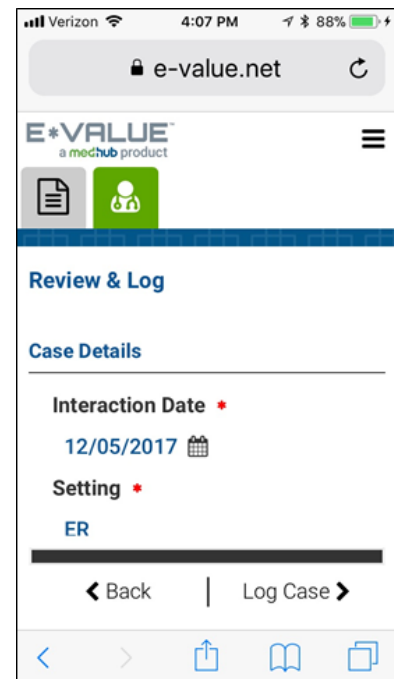 Verizon 4:07 PM 88%
e-value.net
E*VALUE™
a medhub product
Review & Log
Case Details
Interaction Date *
12/05/2017
Setting *
ER
Back | Log Case